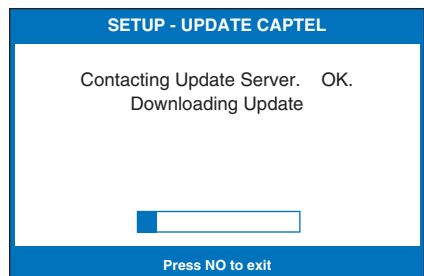 SETUP - UPDATE CAPTEL
Contacting Update Server. OK.
Downloading Update
Press NO to exit